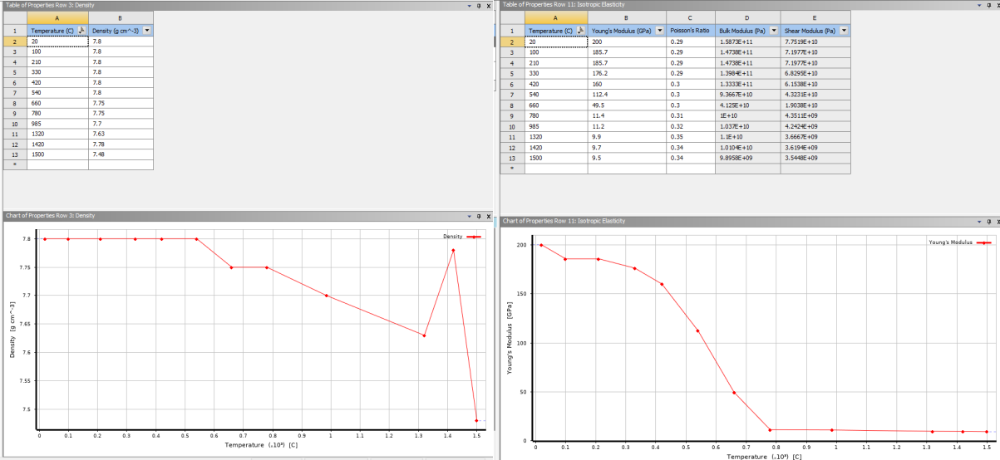 Table of Properties Row 3: Density
A B
1 Temperature (C) Density (g cm^-3)
2 20 7.8
3 100 7.8
4 210 7.8
5 330 7.8
6 420 7.8
7 540 7.8
8 660 7.75
9 780 7.75
10 985 7.7
11 1320 7.63
12 1420 7.78
13 1500 7.48
*
Chart of Properties Row 3: Density
Density
7.8
7.75
7.7
7.65
7.6
7.55
7.5
Density [g cm^-3]
0 0.1 0.2 0.3 0.4 0.5 0.6 0.7 0.8 0.9 1 1.1 1.2 1.3 1.4 1.5
Temperature (.10³) [C]
Table of Properties Row 11: Isotropic Elasticity
A B C D E
1 Temperature (C) Young's Modulus (GPa) Poisson's Ratio Bulk Modulus (Pa) Shear Modulus (Pa)
2 20 200 0.29 1.5873E+11 7.7519E+10
3 100 185.7 0.29 1.4738E+11 7.1977E+10
4 210 185.7 0.29 1.4738E+11 7.1977E+10
5 330 176.2 0.29 1.3984E+11 6.8295E+10
6 420 160 0.3 1.3333E+11 6.1538E+10
7 540 112.4 0.3 9.3667E+10 4.3231E+10
8 660 49.5 0.3 4.125E+10 1.9038E+10
9 780 11.4 0.31 1E+10 4.3511E+09
10 985 11.2 0.32 1.037E+10 4.2424E+09
11 1320 9.9 0.35 1.1E+10 3.6667E+09
12 1420 9.7 0.34 1.0104E+10 3.6194E+09
13 1500 9.5 0.34 9.8958E+09 3.5448E+09
*
Chart of Properties Row 11: Isotropic Elasticity
Young's Modulus
200
150
100
50
0
Young's Modulus [GPa]
0 0.1 0.2 0.3 0.4 0.5 0.6 0.7 0.8 0.9 1 1.1 1.2 1.3 1.4 1.5
Temperature (.10³) [C]